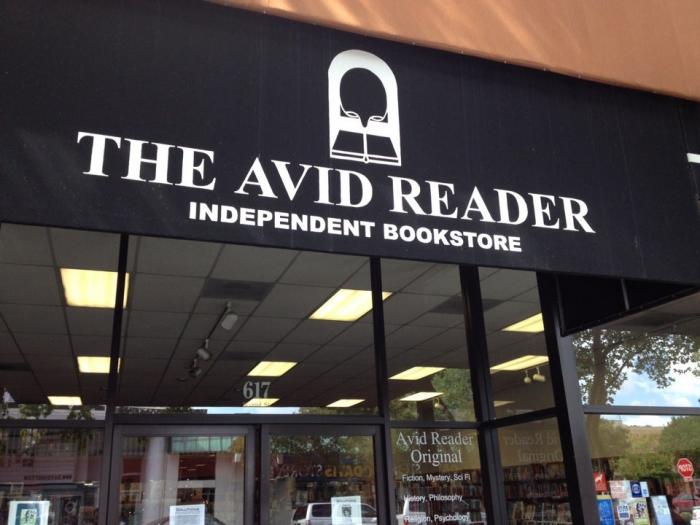 THE AVID READER
INDEPENDENT BOOKSTORE
617
Avid Reader
Original
Fiction, Mystery, Sci Fi
History, Philosophy
Religion, Psychology